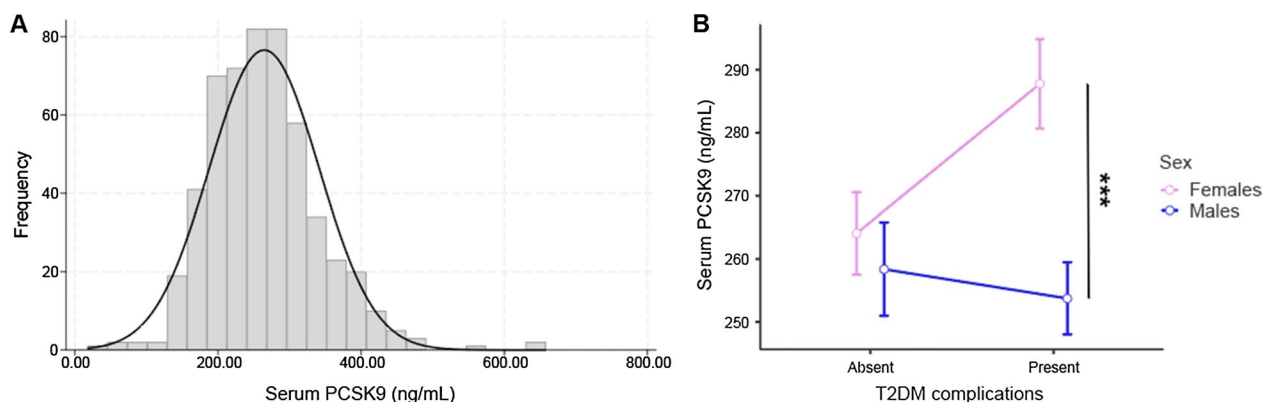 A
Frequency
80
60
40
20
0
0.00 200.00 400.00 600.00 800.00
Serum PCSK9 (ng/mL)
B
Serum PCSK9 (ng/mL)
290
280
270
260
250
***
Absent Present
T2DM complications
Sex
Females
Males